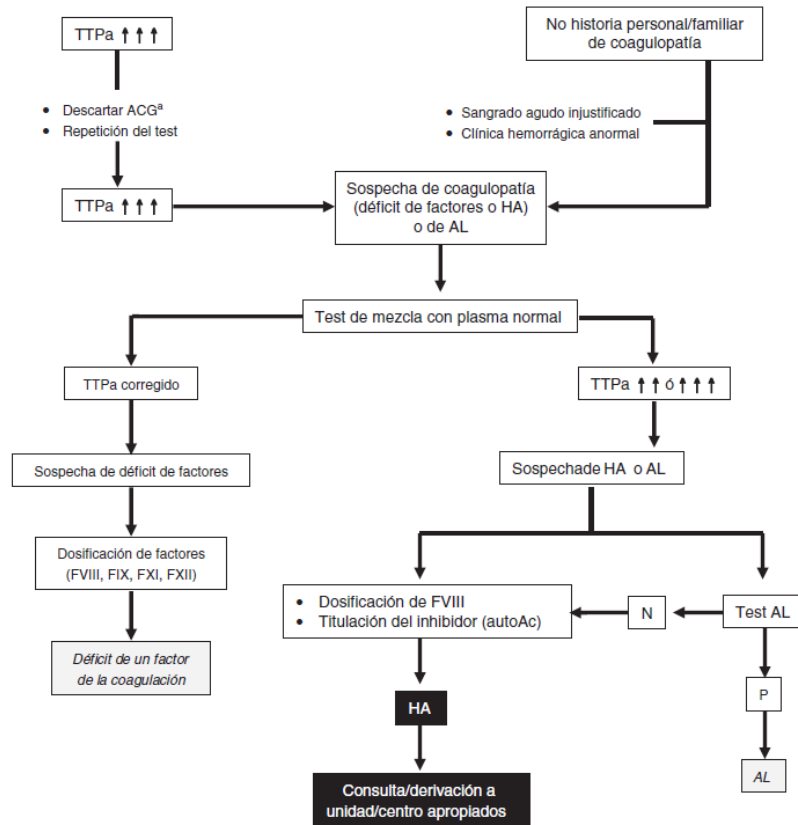 TTPa ↑ ↑ ↑
No historia personal/familiar
de coagulopatía
• Descartar ACGª
• Repetición del test
• Sangrado agudo injustificado
• Clínica hemorrágica anormal
TTPa ↑ ↑ ↑
Sospecha de coagulopatía
(déficit de factores o HA)
o de AL
Test de mezcla con plasma normal
TTPa corregido
TTPa ↑ ↑ ó ↑ ↑ ↑
Sospecha de déficit de factores
Sospechade HA o AL
Dosificación de factores
(FVIII, FIX, FXI, FXII)
• Dosificación de FVIII
• Titulación del inhibidor (autoAc)
N
Test AL
Déficit de un factor
de la coagulación
HA
P
AL
Consulta/derivación a
unidad/centro apropiados